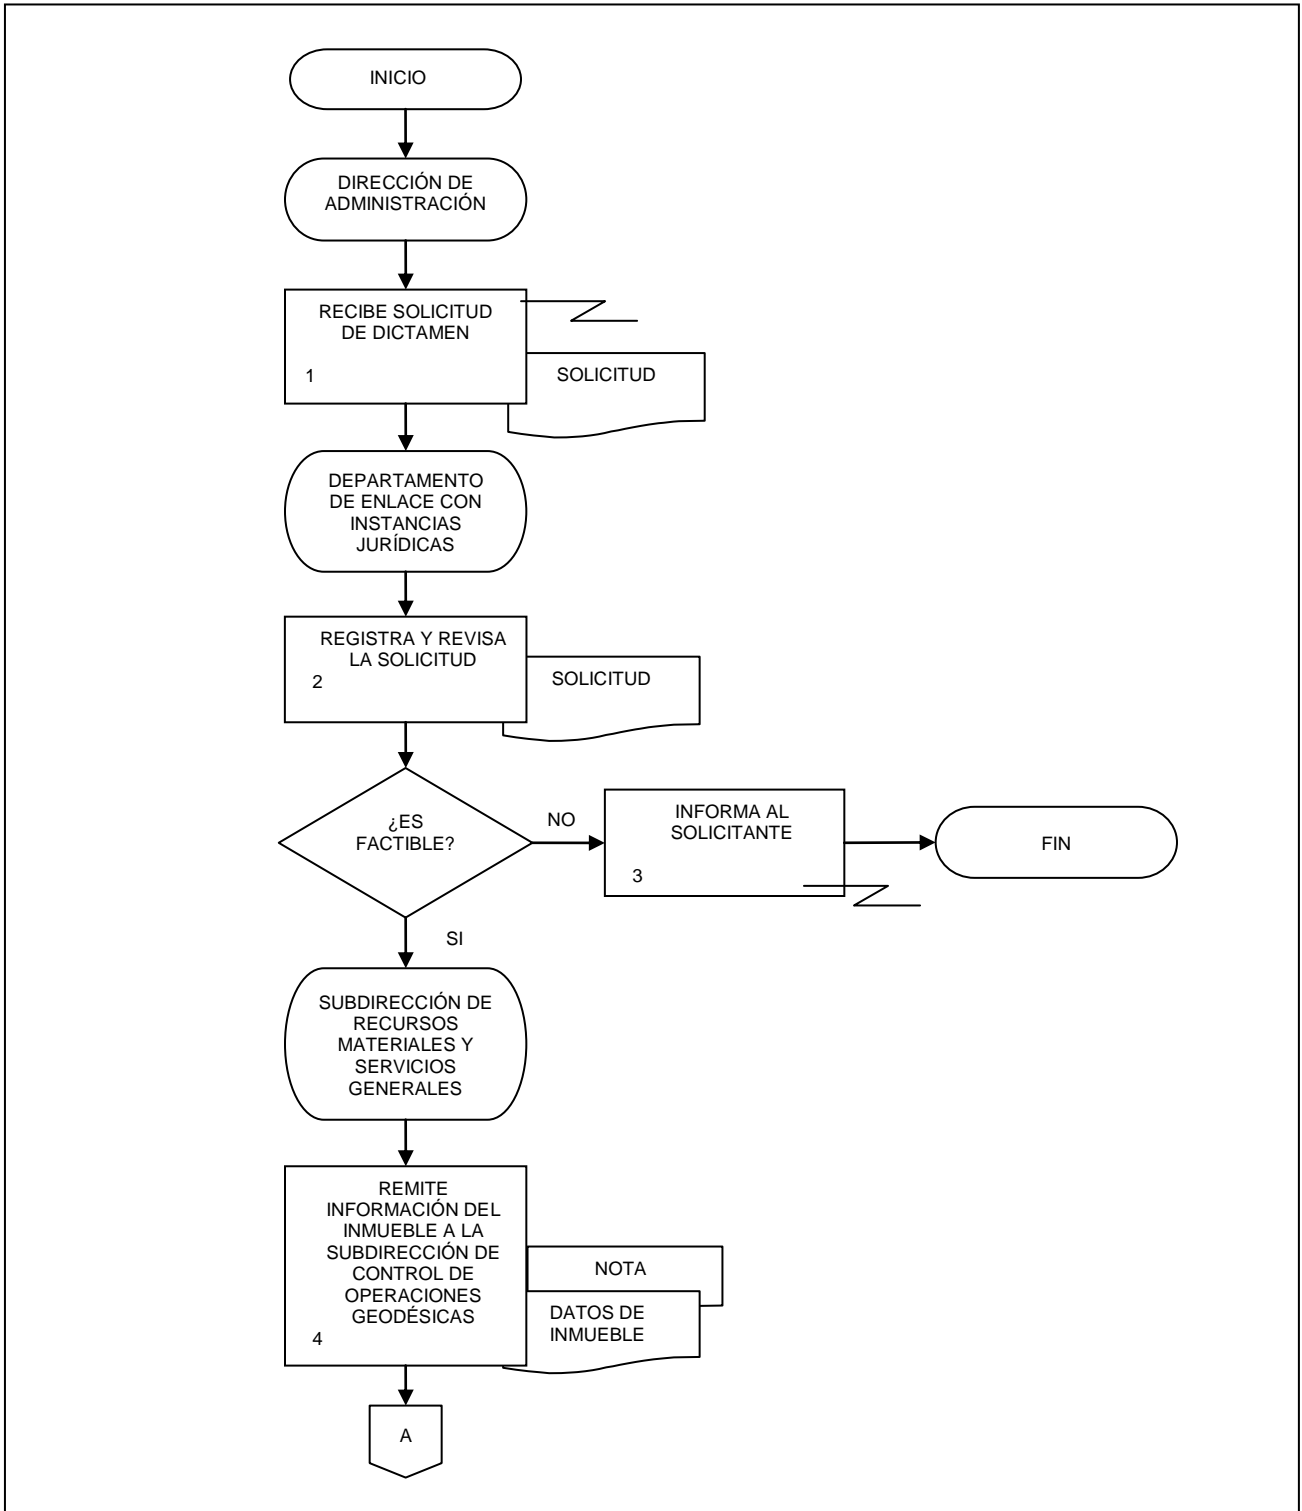 INICIO
DIRECCIÓN DE
ADMINISTRACIÓN
RECIBE SOLICITUD
DE DICTAMEN
1
SOLICITUD
DEPARTAMENTO
DE ENLACE CON
INSTANCIAS
JURÍDICAS
REGISTRA Y REVISA
LA SOLICITUD
2
SOLICITUD
¿ES
FACTIBLE?
NO
INFORMA AL
SOLICITANTE
3
FIN
SI
SUBDIRECCIÓN DE
RECURSOS
MATERIALES Y
SERVICIOS
GENERALES
REMITE
INFORMACIÓN DEL
INMUEBLE A LA
SUBDIRECCIÓN DE
CONTROL DE
OPERACIONES
GEODÉSICAS
4
NOTA
DATOS DE
INMUEBLE
A